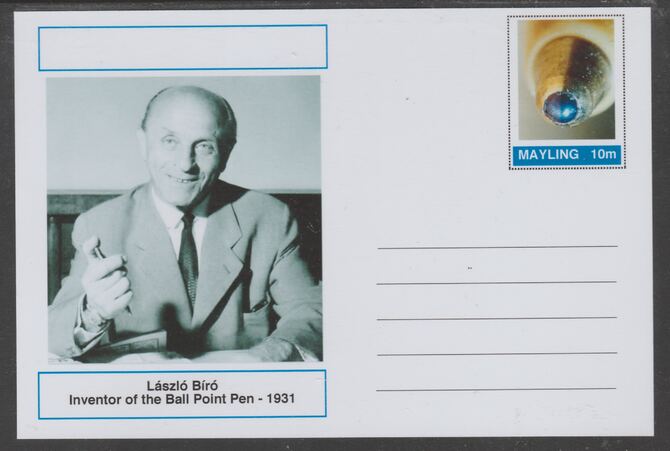 MAYLING 10m
László Bíró
Inventor of the Ball Point Pen - 1931